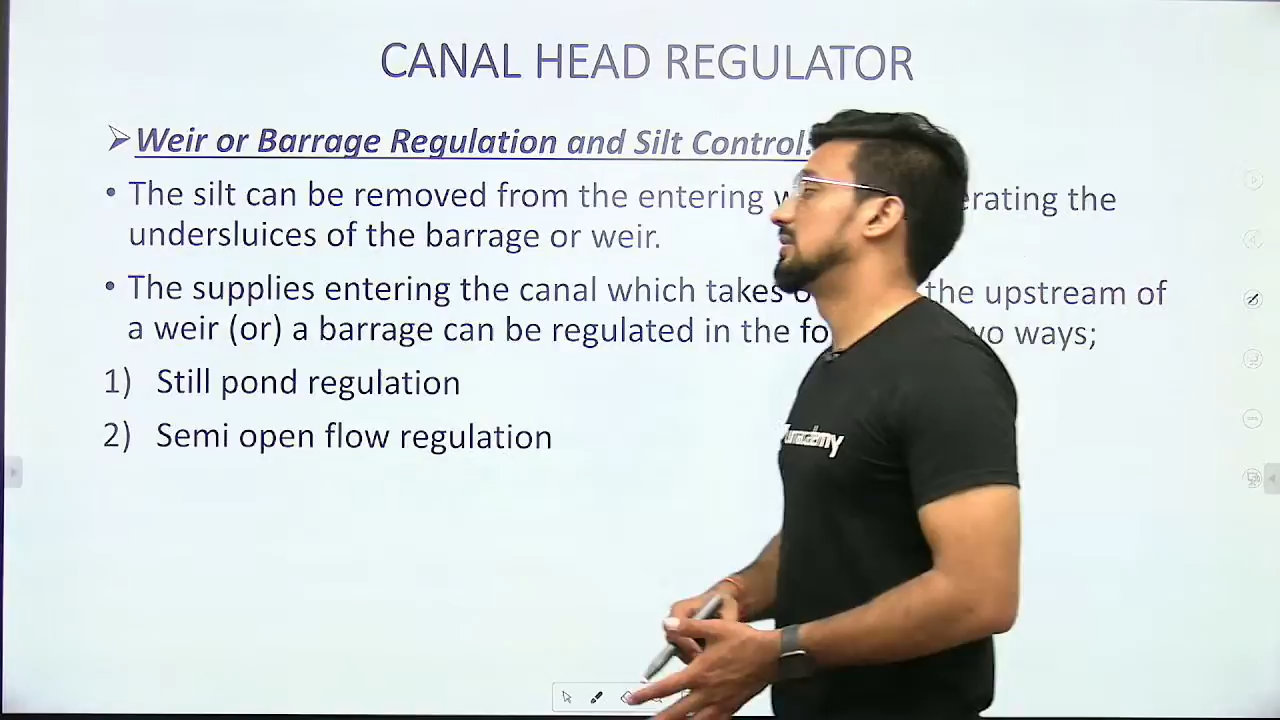 CANAL HEAD REGULATOR
Weir or Barrage Regulation and Silt Control:
• The silt can be removed from the entering erating the
undersluices of the barrage or weir.
• The supplies entering the canal which takes the upstream of
a weir (or) a barrage can be regulated in the fo wo ways;
1) Still pond regulation
2) Semi open flow regulation
unacademy